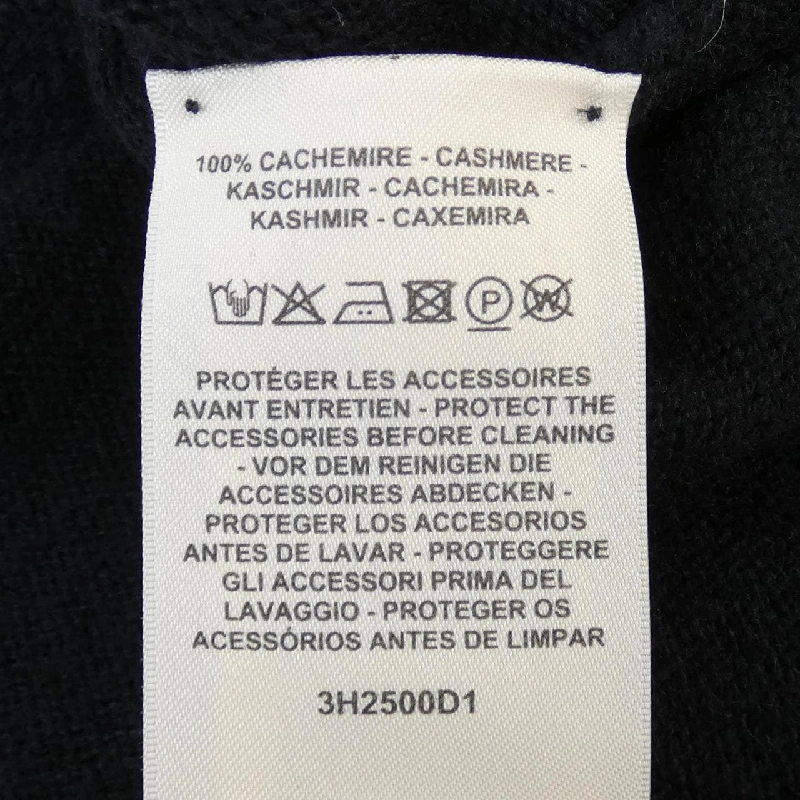 100% CACHEMIRE - CASHMERE -
KASCHMIR - CACHEMIRA -
KASHMIR - CAXEMIRA
P W
PROTÉGER LES ACCESSOIRES
AVANT ENTRETIEN - PROTECT THE
ACCESSORIES BEFORE CLEANING
- VOR DEM REINIGEN DIE
ACCESSOIRES ABDECKEN -
PROTEGER LOS ACCESORIOS
ANTES DE LAVAR - PROTEGGERE
GLI ACCESSORI PRIMA DEL
LAVAGGIO - PROTEGER OS
ACESSÓRIOS ANTES DE LIMPAR
3H2500D1